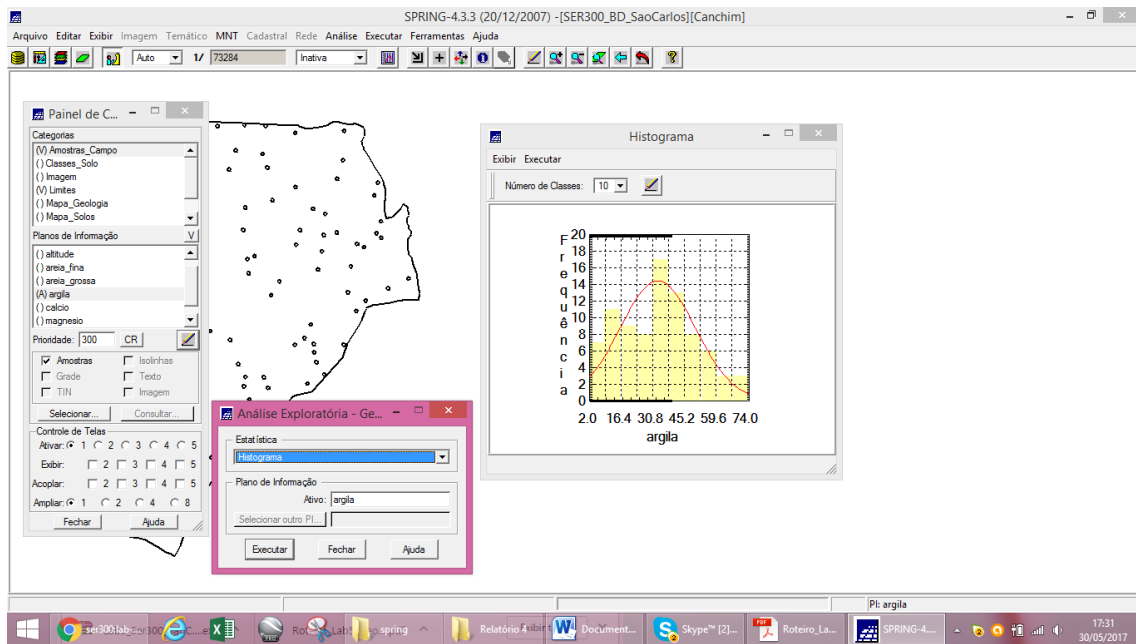 SPRING-4.3.3 (20/12/2007) -[SER300_BD_SaoCarlos][Canchim]
Arquivo Editar Exibir Imagem Temático MNT Cadastral Rede Análise Executar Ferramentas Ajuda
Auto 1/ 73284 Inativa
Painel de C...
Categorias
(V) Amostras_Campo
( ) Classes_Solo
( ) Imagem
(V) Limites
( ) Mapa_Geologia
( ) Mapa_Solos
Planos de Informação V
( ) altitude
( ) areia_fina
( ) areia_grossa
(A) argila
( ) calcio
( ) magnesio
Prioridade: 300 CR
Amostras Isolinhas
Grade Texto
TIN Imagem
Selecionar... Consultar...
Controle de Telas
Ativar: 1 2 3 4 5
Exibir: 2 3 4 5
Acoplar: 2 3 4 5
Ampliar: 1 2 4 8
Fechar Ajuda
Análise Exploratória - Ge...
Estatística
Histograma
Plano de Informação
Ativo: argila
Selecionar outro PI...
Executar Fechar Ajuda
Histograma
Exibir Executar
Número de Classes: 10
Frequência
20
18
16
14
12
10
8
6
4
2
0
2.0 16.4 30.8 45.2 59.6 74.0
argila
PI: argila
spring
Relatório 4
Document...
Skype™ [2]...
Roteiro_La...
SPRING-4....
17:31
30/05/2017